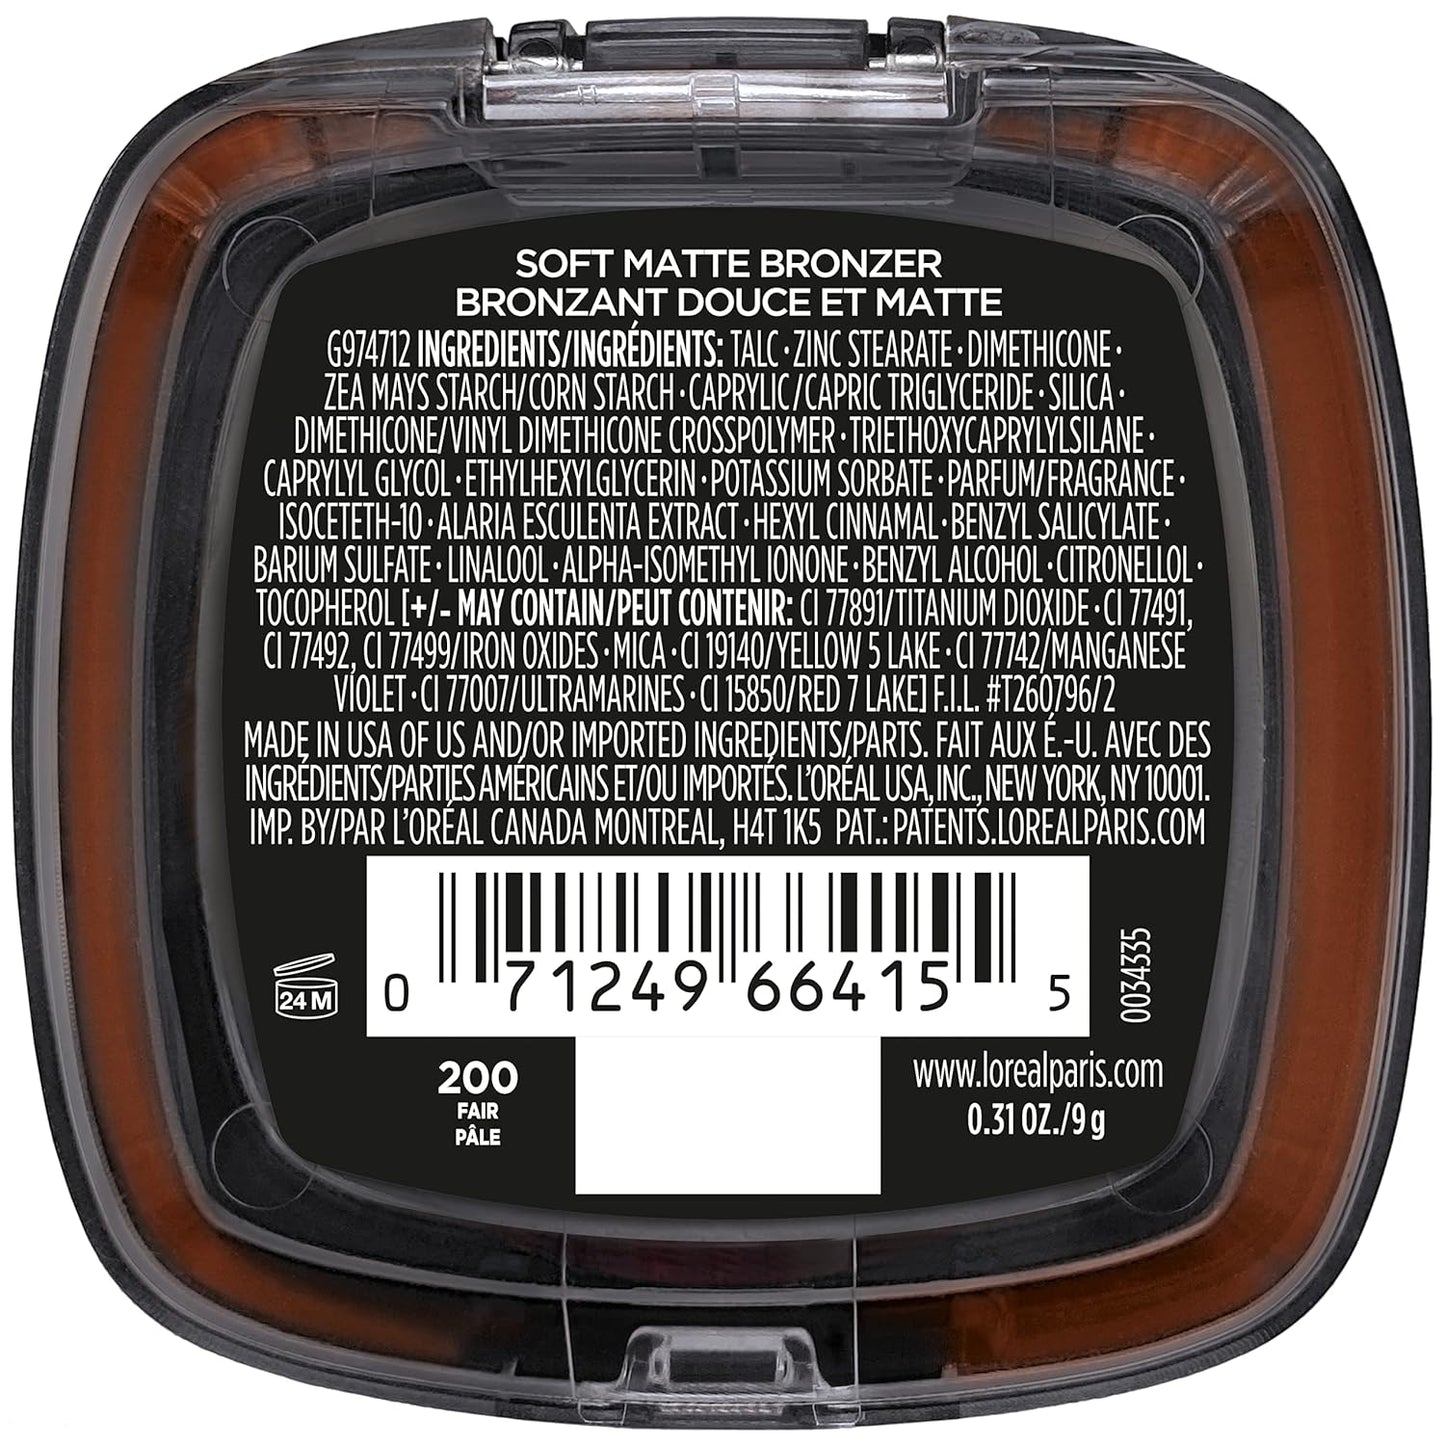 SOFT MATTE BRONZER
BRONZANT DOUCE ET MATTE
G974712 INGREDIENTS/INGRÉDIENTS: TALC • ZINC STEARATE • DIMETHICONE •
ZEA MAYS STARCH/CORN STARCH • CAPRYLIC/CAPRIC TRIGLYCERIDE • SILICA •
DIMETHICONE/VINYL DIMETHICONE CROSSPOLYMER • TRIETHOXYCAPRYLYLSILANE •
CAPRYLYL GLYCOL • ETHYLHEXYLGLYCERIN • POTASSIUM SORBATE • PARFUM/FRAGRANCE •
ISOCETETH-10 • ALARIA ESCULENTA EXTRACT • HEXYL CINNAMAL • BENZYL SALICYLATE •
BARIUM SULFATE • LINALOOL • ALPHA-ISOMETHYL IONONE • BENZYL ALCOHOL • CITRONELLOL •
TOCOPHEROL [+/- MAY CONTAIN/PEUT CONTENIR: CI 77891/TITANIUM DIOXIDE • CI 77491,
CI 77492, CI 77499/IRON OXIDES • MICA • CI 19140/YELLOW 5 LAKE • CI 77742/MANGANESE
VIOLET • CI 77007/ULTRAMARINES • CI 15850/RED 7 LAKE] F.I.L. #T260796/2
MADE IN USA OF US AND/OR IMPORTED INGREDIENTS/PARTS. FAIT AUX É.-U. AVEC DES
INGRÉDIENTS/PARTIES AMÉRICAINS ET/OU IMPORTÉS. L'ORÉAL USA, INC., NEW YORK, NY 10001.
IMP. BY/PAR L'ORÉAL CANADA MONTREAL, H4T 1K5 PAT.: PATENTS.LOREALPARIS.COM
24 M
0 71249 66415 5
0034335
200
FAIR
PÂLE
www.lorealparis.com
0.31 OZ./9 g